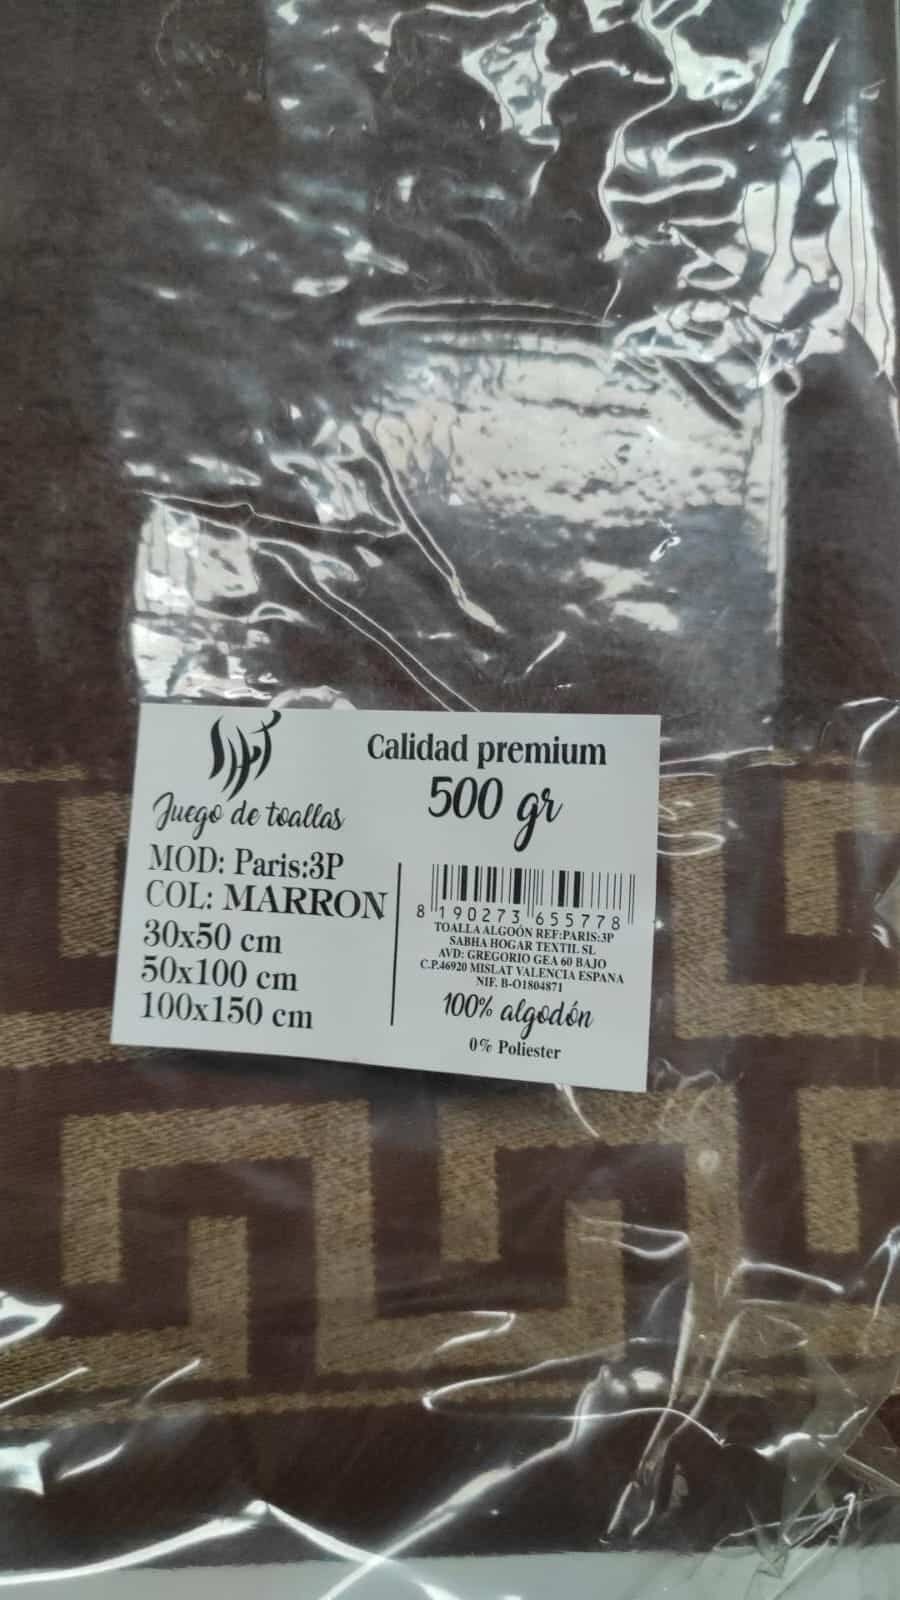 Juego de toallas
MOD: Paris:3P
COL: MARRON
30x50 cm
50x100 cm
100x150 cm
Calidad premium
500 gr
8 190273 655778
TOALLA ALGOÓN REF:PARIS:3P
SABHA HOGAR TEXTIL SL
AVD: GREGORIO GEA 60 BAJO
C.P.46920 MISLAT VALENCIA ESPANA
NIF. B-O1804871
100% algodón
0% Poliester